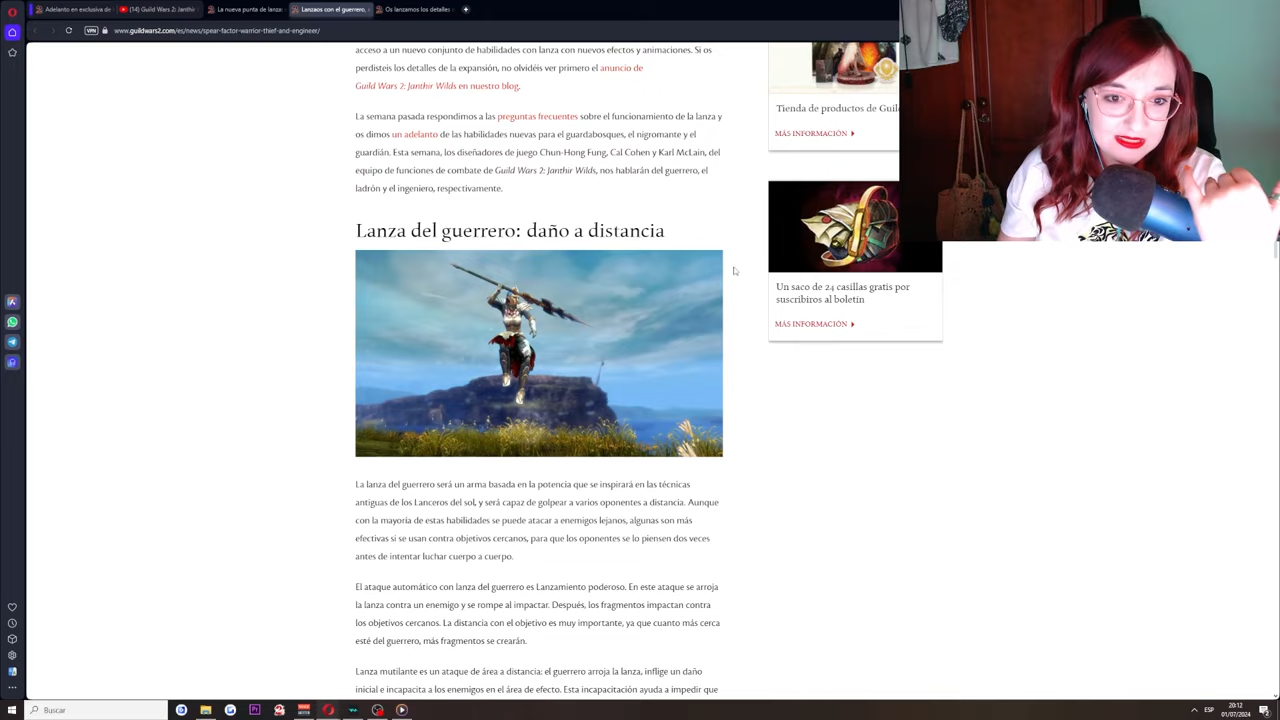 Adelanto en exclusiva de
(14) Guild Wars 2: Janthi
La nueva punta de lanza:
Lanzaos con el guerrero,
Os lanzamos los detalles
VPN
www.guildwars2.com/es/news/spear-factor-warrior-thief-and-engineer/
acceso a un nuevo conjunto de habilidades con lanza con nuevos efectos y animaciones. Si os
perdisteis los detalles de la expansión, no olvidéis ver primero el anuncio de
Guild Wars 2: Janthir Wilds en nuestro blog.
La semana pasada respondimos a las preguntas frecuentes sobre el funcionamiento de la lanza y
os dimos un adelanto de las habilidades nuevas para el guardabosques, el nigromante y el
guardián. Esta semana, los diseñadores de juego Chun-Hong Fung, Cal Cohen y Karl McLain, del
equipo de funciones de combate de Guild Wars 2: Janthir Wilds, nos hablarán del guerrero, el
ladrón y el ingeniero, respectivamente.
Lanza del guerrero: daño a distancia
La lanza del guerrero será un arma basada en la potencia que se inspirará en las técnicas
antiguas de los Lanceros del sol, y será capaz de golpear a varios oponentes a distancia. Aunque
con la mayoría de estas habilidades se puede atacar a enemigos lejanos, algunas son más
efectivas si se usan contra objetivos cercanos, para que los oponentes se lo piensen dos veces
antes de intentar luchar cuerpo a cuerpo.
El ataque automático con lanza del guerrero es Lanzamiento poderoso. En este ataque se arroja
la lanza contra un enemigo y se rompe al impactar. Después, los fragmentos impactan contra
los objetivos cercanos. La distancia con el objetivo es muy importante, ya que cuanto más cerca
esté del guerrero, más fragmentos se crearán.
Lanza mutilante es un ataque de área a distancia: el guerrero arroja la lanza, inflige un daño
inicial e incapacita a los enemigos en el área de efecto. Esta incapacitación ayuda a impedir que
Tienda de productos de Guil
MÁS INFORMACIÓN
Un saco de 24 casillas gratis por
suscribiros al boletín
MÁS INFORMACIÓN
Buscar
Pr
ESP
20:12
01/07/2024